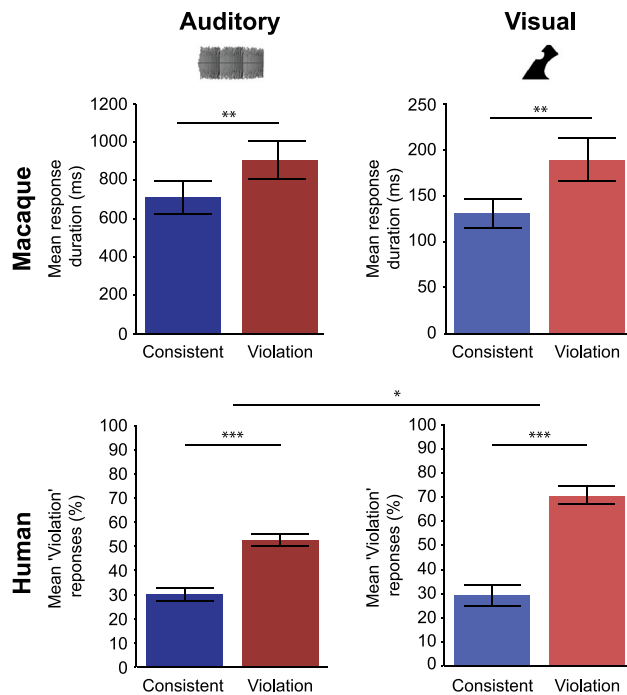 Auditory
Visual
Macaque
Mean response
duration (ms)
1200
1000
800
600
400
200
0
**
Consistent
Violation
Mean response
duration (ms)
250
200
150
100
50
0
**
Consistent
Violation
*
Human
Mean 'Violation'
reponses (%)
100
90
80
70
60
50
40
30
20
10
0
***
Consistent
Violation
Mean 'Violation'
reponses (%)
100
90
80
70
60
50
40
30
20
10
0
***
Consistent
Violation